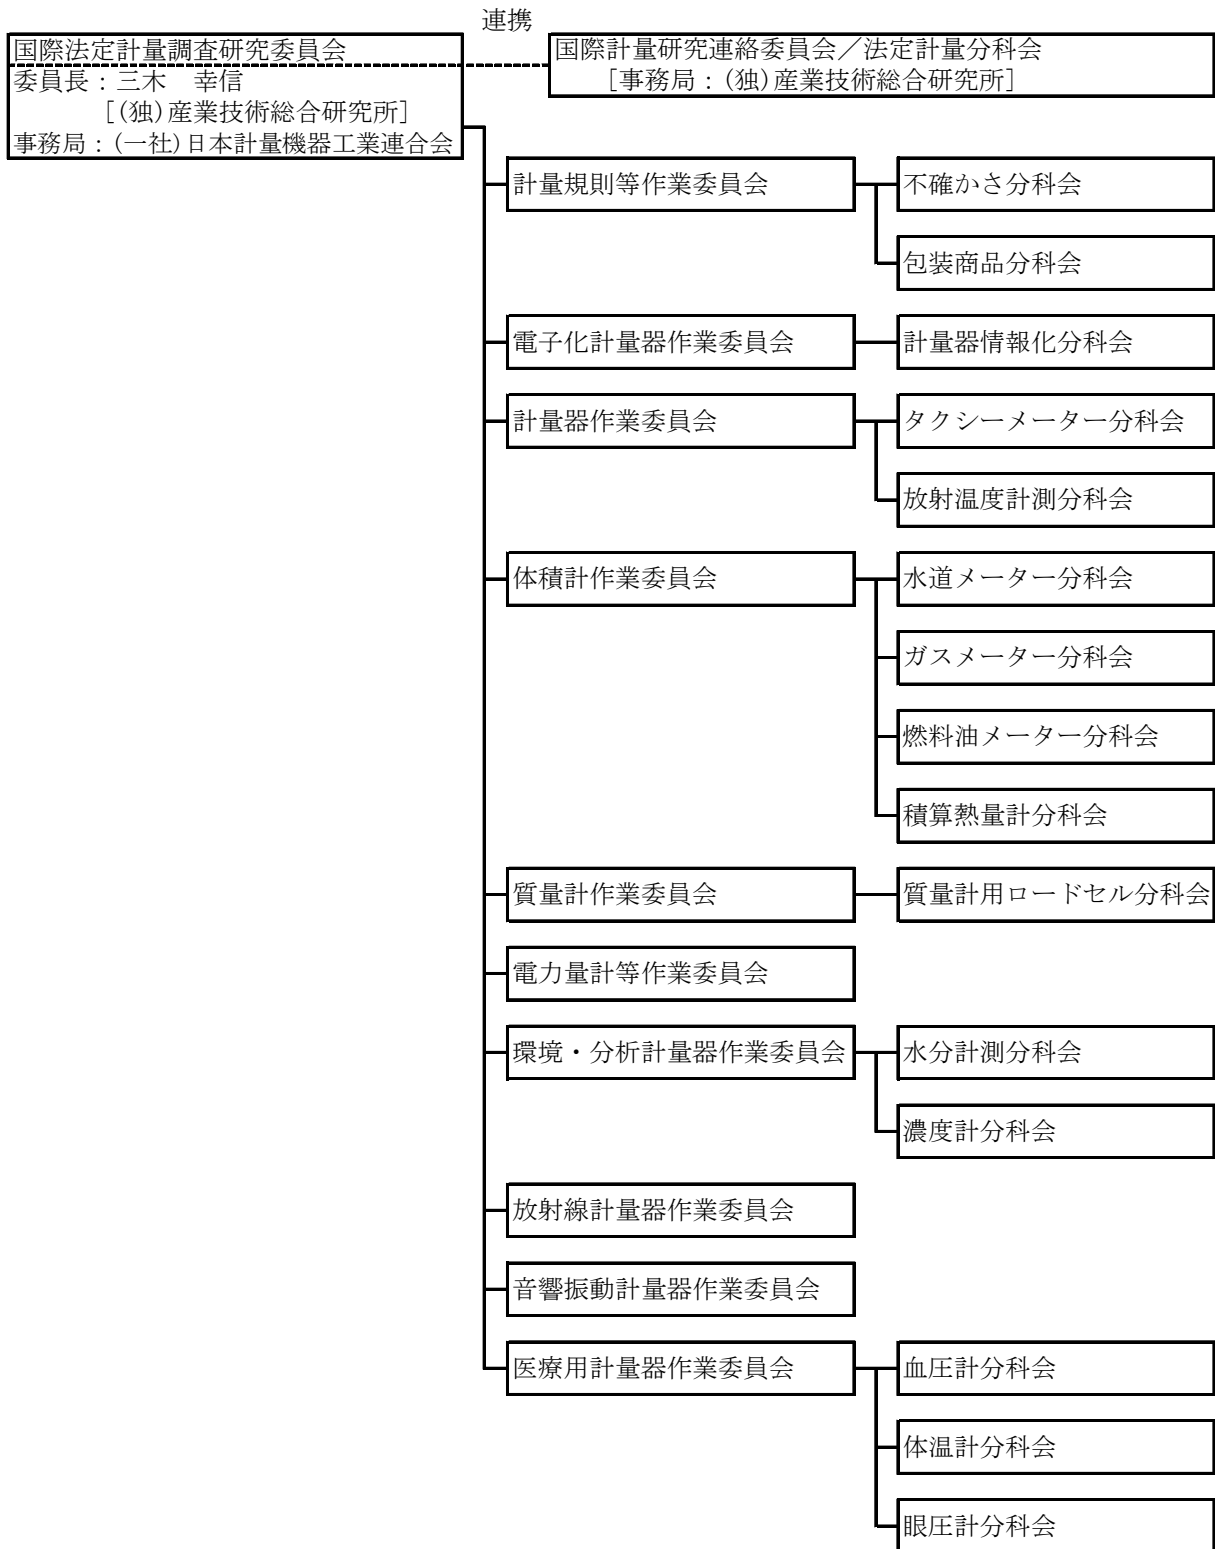 連携
国際法定計量調査研究委員会
委員長：三木　幸信
［(独)産業技術総合研究所］
事務局：(一社)日本計量機器工業連合会
国際計量研究連絡委員会／法定計量分科会
［事務局：(独)産業技術総合研究所］
計量規則等作業委員会
不確かさ分科会
包装商品分科会
電子化計量器作業委員会
計量器情報化分科会
計量器作業委員会
タクシーメーター分科会
放射温度計測分科会
体積計作業委員会
水道メーター分科会
ガスメーター分科会
燃料油メーター分科会
積算熱量計分科会
質量計作業委員会
質量計用ロードセル分科会
電力量計等作業委員会
環境・分析計量器作業委員会
水分計測分科会
濃度計分科会
放射線計量器作業委員会
音響振動計量器作業委員会
医療用計量器作業委員会
血圧計分科会
体温計分科会
眼圧計分科会